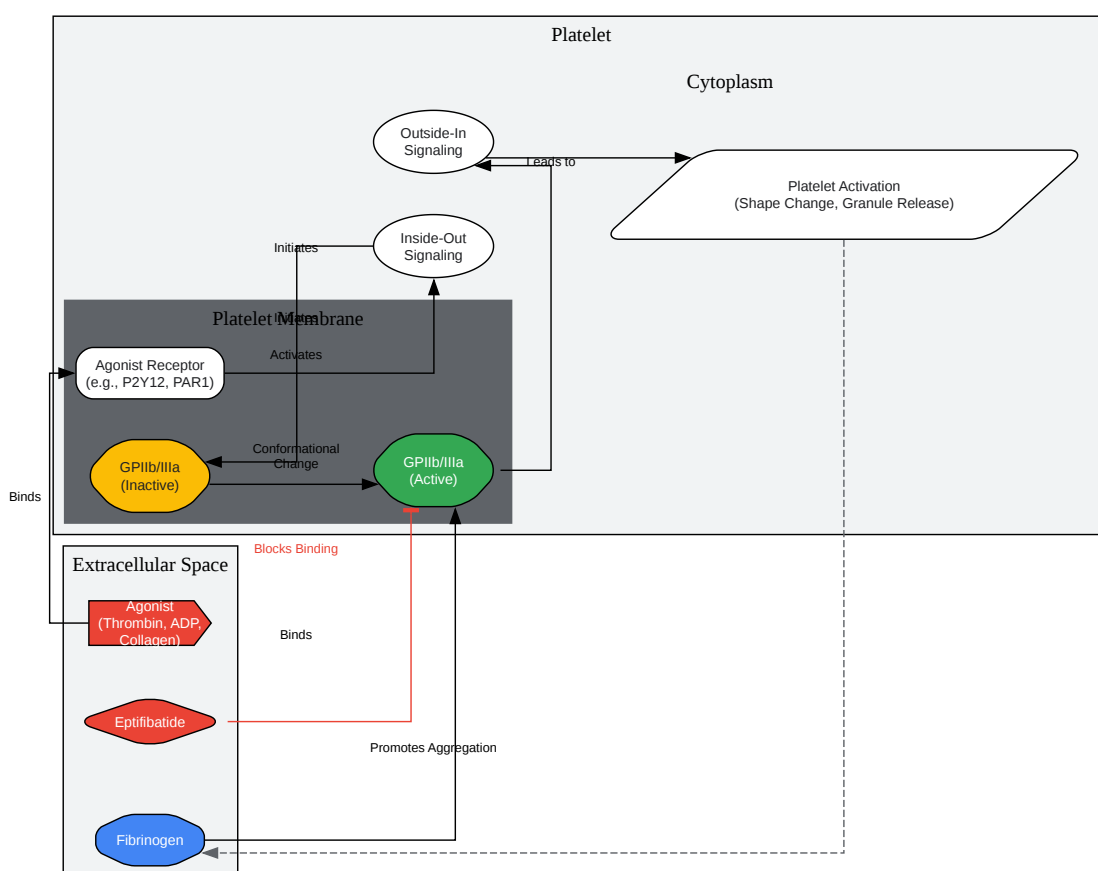 Platelet
Cytoplasm
Outside-In
Signaling
Leads to
Platelet Activation
(Shape Change, Granule Release)
Inside-Out
Signaling
Initiates
Platelet Membrane
Initiates
Activates
Agonist Receptor
(e.g., P2Y12, PAR1)
Conformational
Change
GPIIb/IIIa
(Inactive)
GPIIb/IIIa
(Active)
Binds
Blocks Binding
Extracellular Space
Agonist
(Thrombin, ADP,
Collagen)
Binds
Eptifibatide
Promotes Aggregation
Fibrinogen